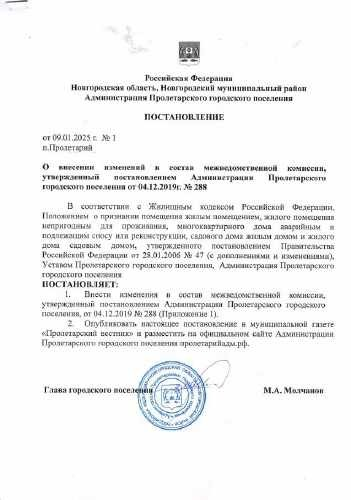 Российская Федерация
Новгородская область, Новгородский муниципальный район
Администрация Пролетарского городского поселения
ПОСТАНОВЛЕНИЕ
от 09.01.2025 г. № 1
п.Пролетарий
О внесении изменений в состав межведомственной комиссии,
утвержденный постановлением Администрации Пролетарского
городского поселения от 04.12.2019г. № 288
В соответствии с Жилищным кодексом Российской Федерации,
Положением о признании помещения жилым помещением, жилого помещения
непригодным для проживания, многоквартирного дома аварийным и
подлежащим сносу или реконструкции, садового дома жилым домом и жилого
дома садовым домом, утвержденного постановлением Правительства
Российской Федерации от 28.01.2006 № 47 (с дополнениями и изменениями),
Уставом Пролетарского городского поселения, Администрация Пролетарского
городского поселения
ПОСТАНОВЛЯЕТ:
1. Внести изменения в состав межведомственной комиссии,
утвержденный постановлением Администрации Пролетарского городского
поселения, от 04.12.2019 № 288 (Приложение 1).
2. Опубликовать настоящее постановление в муниципальной газете
«Пролетарский вестник» и разместить на официальном сайте Администрации
Пролетарского городского поселения пролетарийадм.рф.
Глава городского поселения М.А. Молчанов